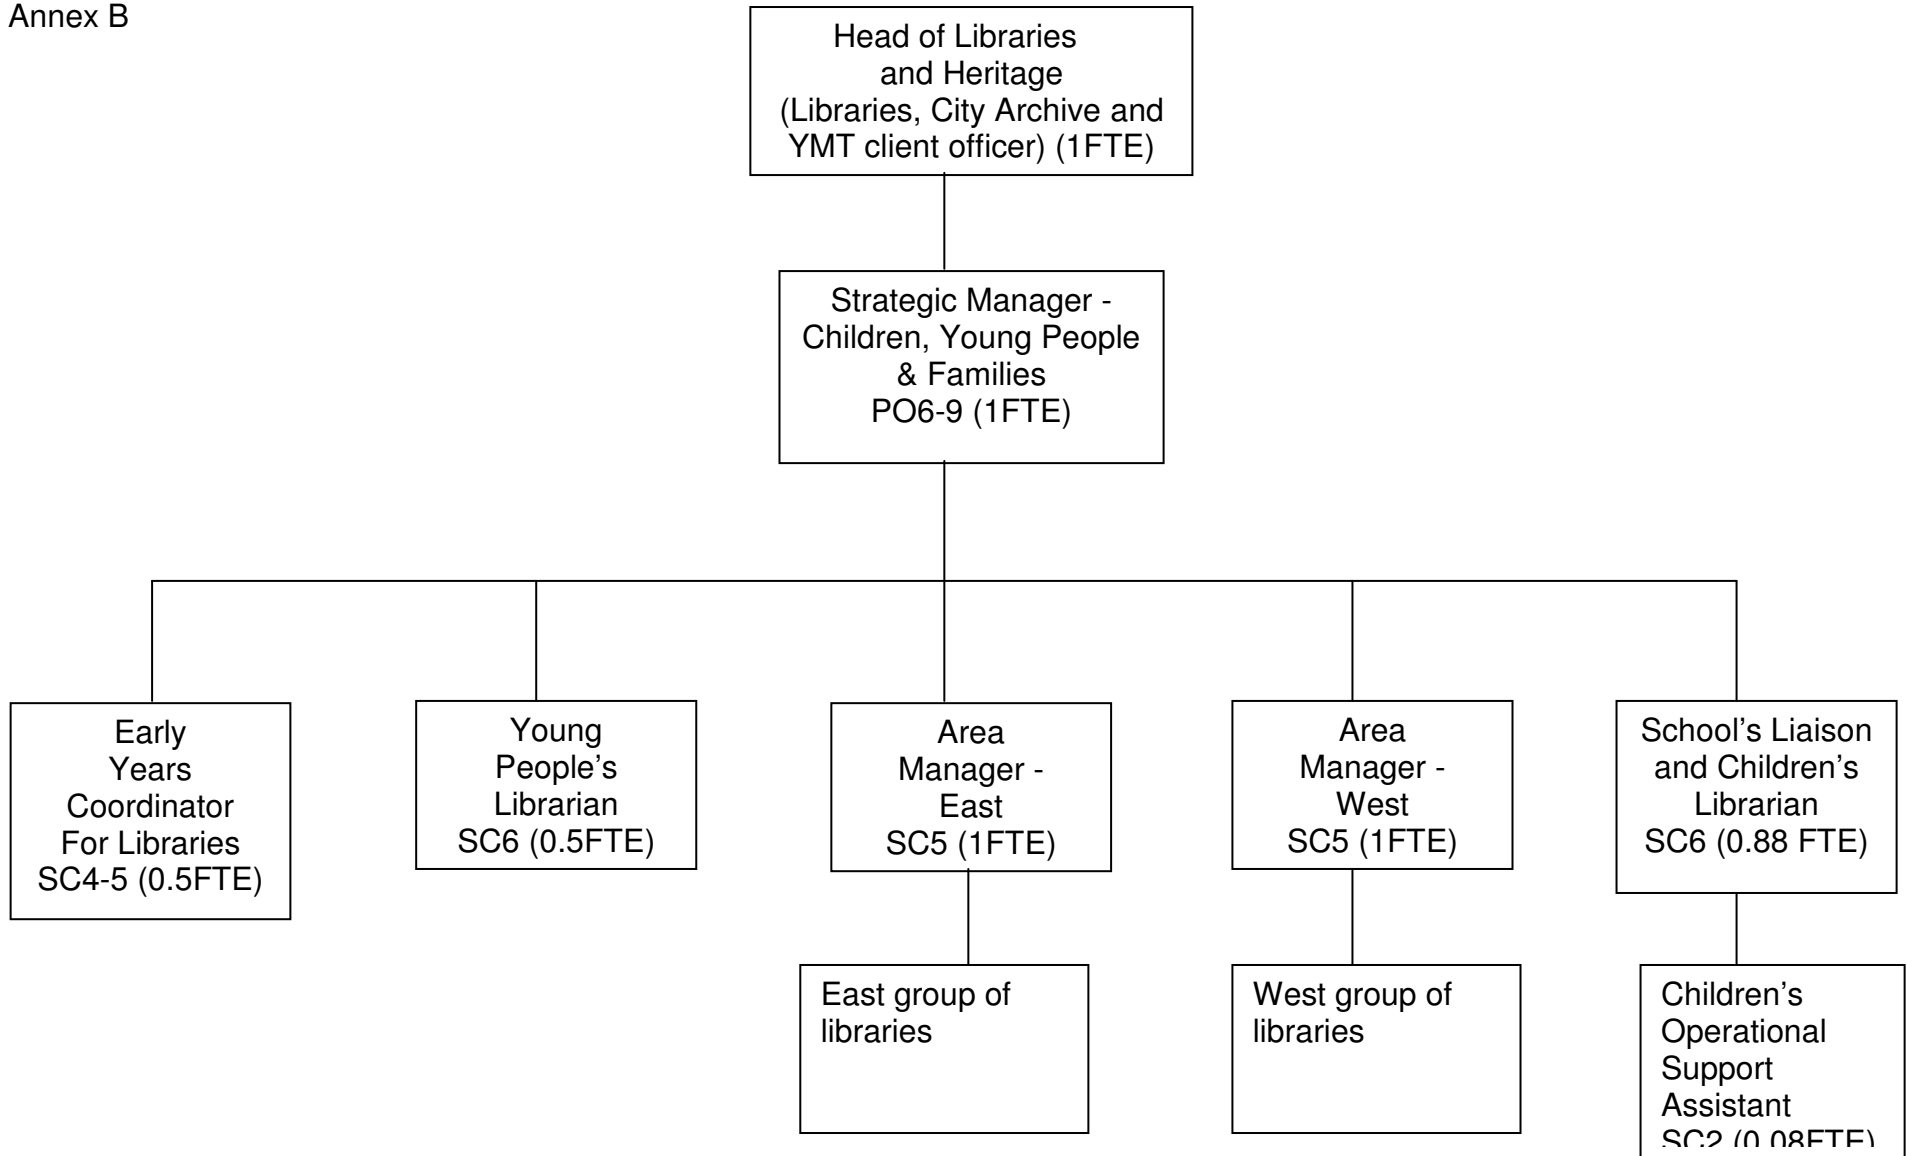 Annex B
Head of Libraries
and Heritage
(Libraries, City Archive and
YMT client officer) (1FTE)
Strategic Manager -
Children, Young People
& Families
PO6-9 (1FTE)
Early
Years
Coordinator
For Libraries
SC4-5 (0.5FTE)
Young
People’s
Librarian
SC6 (0.5FTE)
Area
Manager -
East
SC5 (1FTE)
Area
Manager -
West
SC5 (1FTE)
School’s Liaison
and Children’s
Librarian
SC6 (0.88 FTE)
East group of
libraries
West group of
libraries
Children’s
Operational
Support
Assistant
SC2 (0.08FTE)